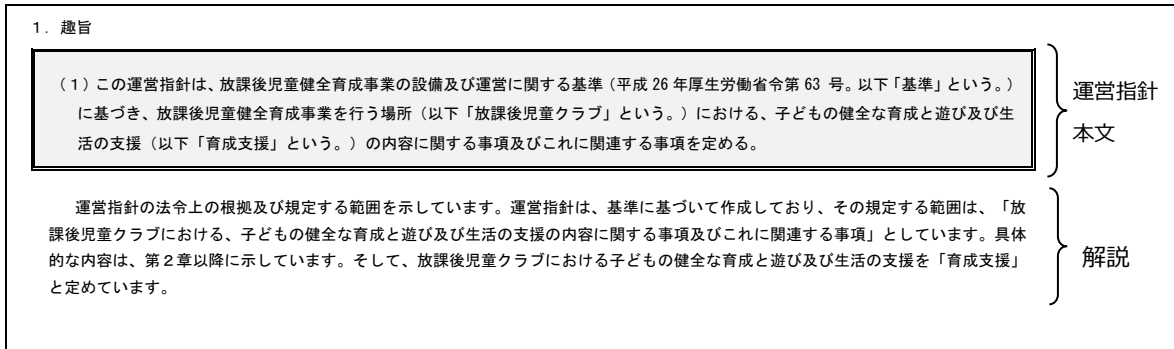 1．趣旨
（１）この運営指針は、放課後児童健全育成事業の設備及び運営に関する基準（平成 26 年厚生労働省令第 63 号。以下「基準」という。）
に基づき、放課後児童健全育成事業を行う場所（以下「放課後児童クラブ」という。）における、子どもの健全な育成と遊び及び生
活の支援（以下「育成支援」という。）の内容に関する事項及びこれに関連する事項を定める。
運営指針
本文
運営指針の法令上の根拠及び規定する範囲を示しています。運営指針は、基準に基づいて作成しており、その規定する範囲は、「放
課後児童クラブにおける、子どもの健全な育成と遊び及び生活の支援の内容に関する事項及びこれに関連する事項」としています。具体
的な内容は、第２章以降に示しています。そして、放課後児童クラブにおける子どもの健全な育成と遊び及び生活の支援を「育成支援」
と定めています。
解説